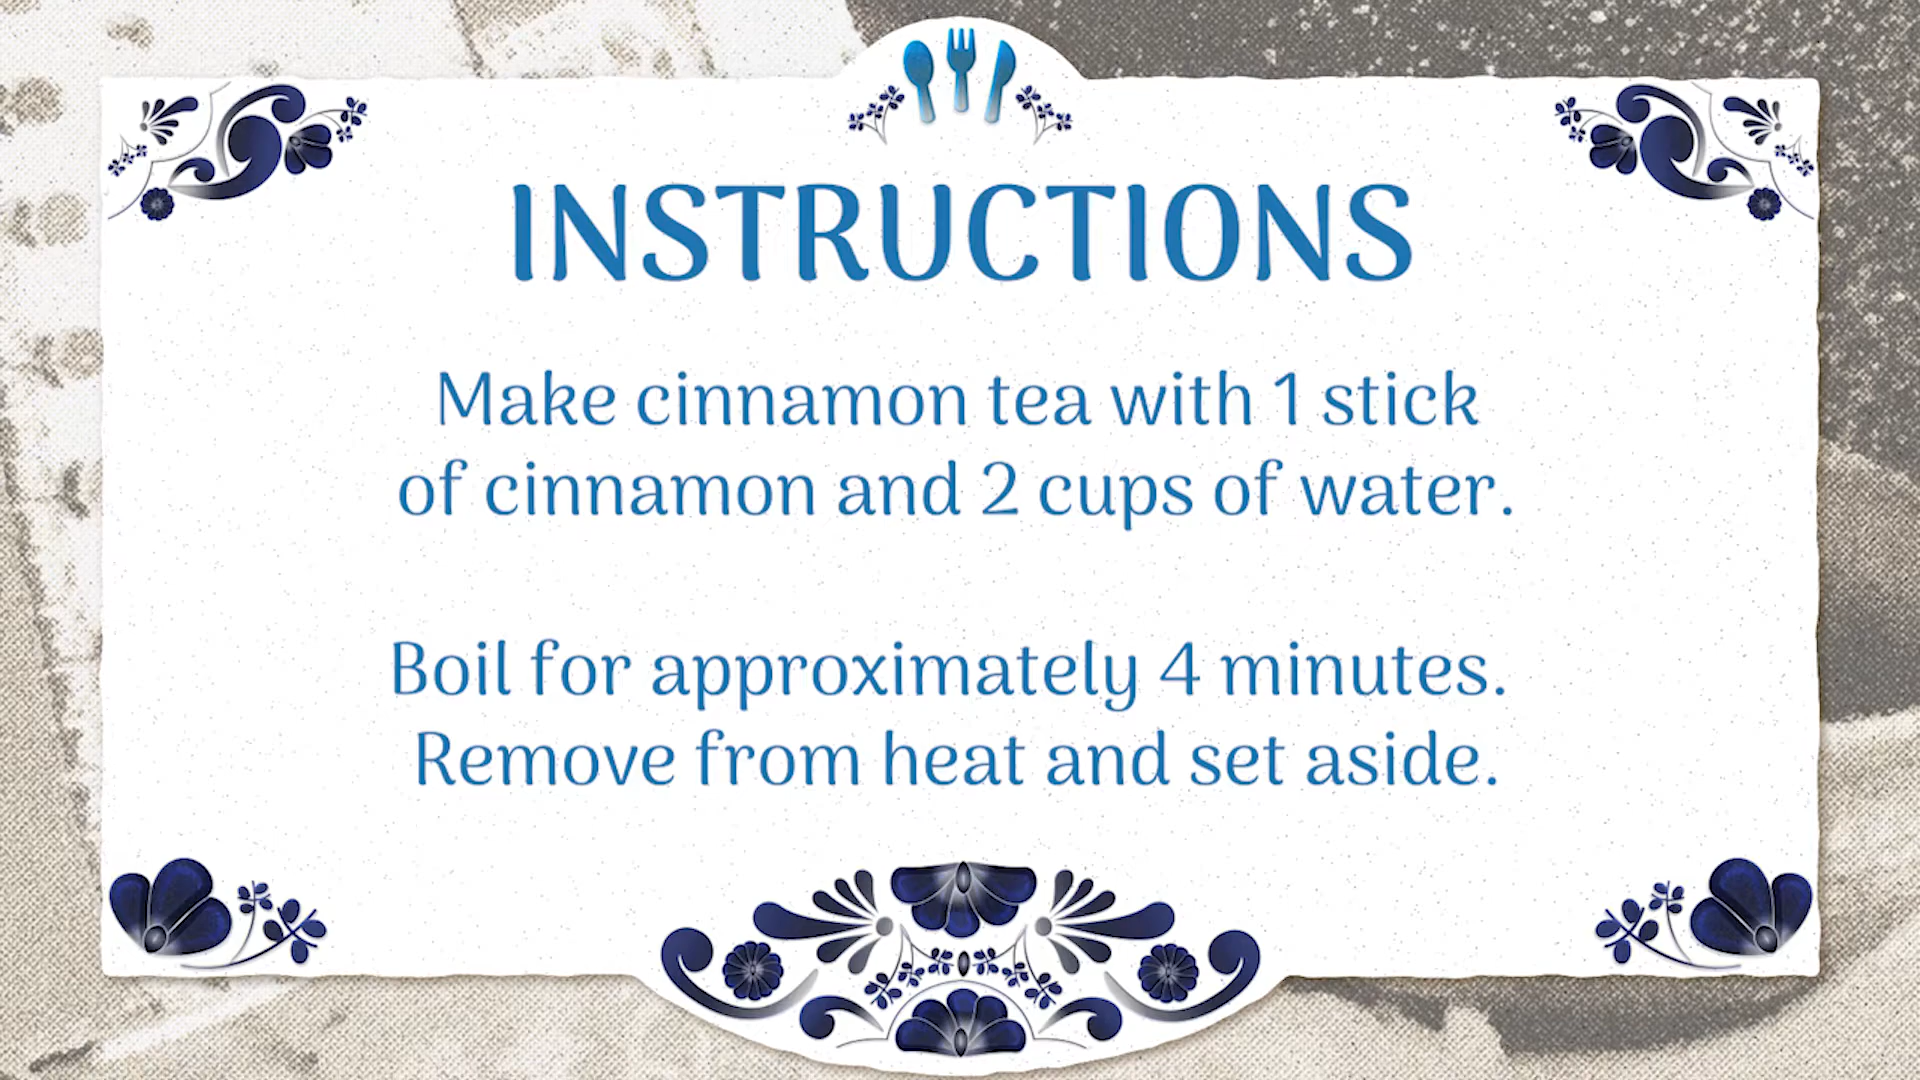 INSTRUCTIONS
Make cinnamon tea with 1 stick
of cinnamon and 2 cups of water.
Boil for approximately 4 minutes.
Remove from heat and set aside.